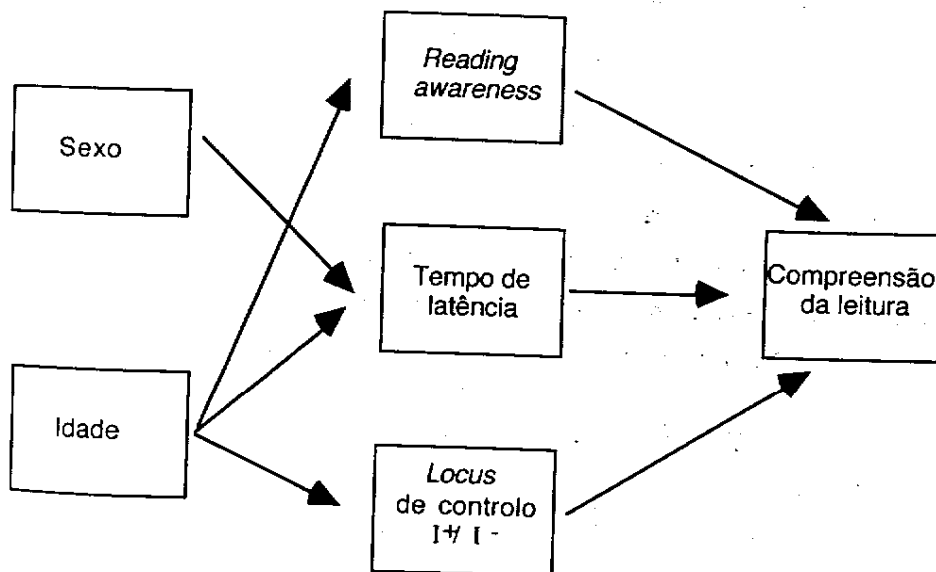 Reading
awareness
Sexo
Tempo de
latência
Compreensão
da leitura
Idade
Locus
de controlo
I+/ I -